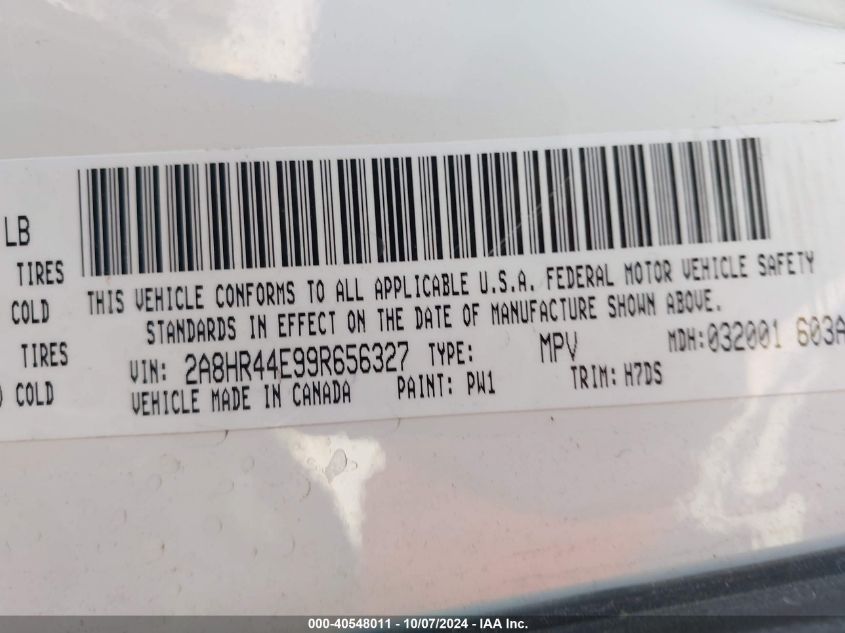 LB
TIRES
COLD
TIRES
) COLD
THIS VEHICLE CONFORMS TO ALL APPLICABLE U.S.A. FEDERAL MOTOR VEHICLE SAFETY
STANDARDS IN EFFECT ON THE DATE OF MANUFACTURE SHOWN ABOVE.
VIN: 2A8HR44E99R656327 TYPE: MPV MDH:032001 603A
VEHICLE MADE IN CANADA PAINT: PW1 TRIM: H7DS
000-40548011 - 10/07/2024 - IAA Inc.